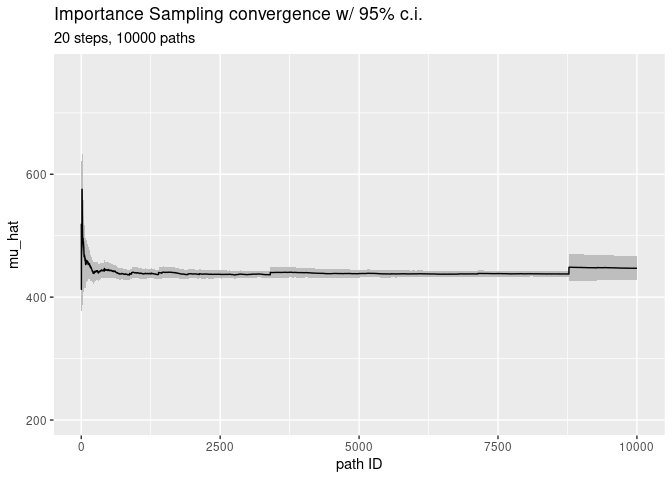 Importance Sampling convergence w/ 95% c.i.
20 steps, 10000 paths
mu_hat
600
400
200
0 2500 5000 7500 10000
path ID